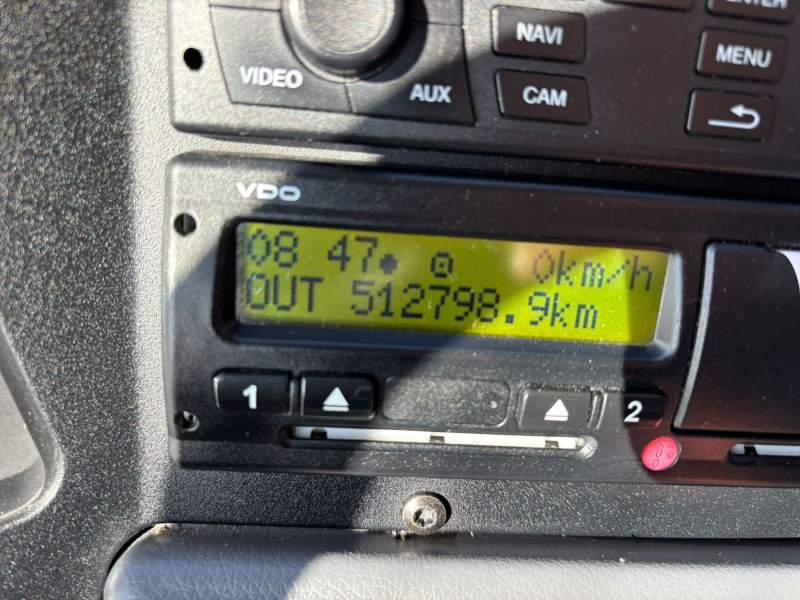 NAVI
MENU
VIDEO
AUX
CAM
VDO
08 47 0km/h
OUT 512798.9km
1
2